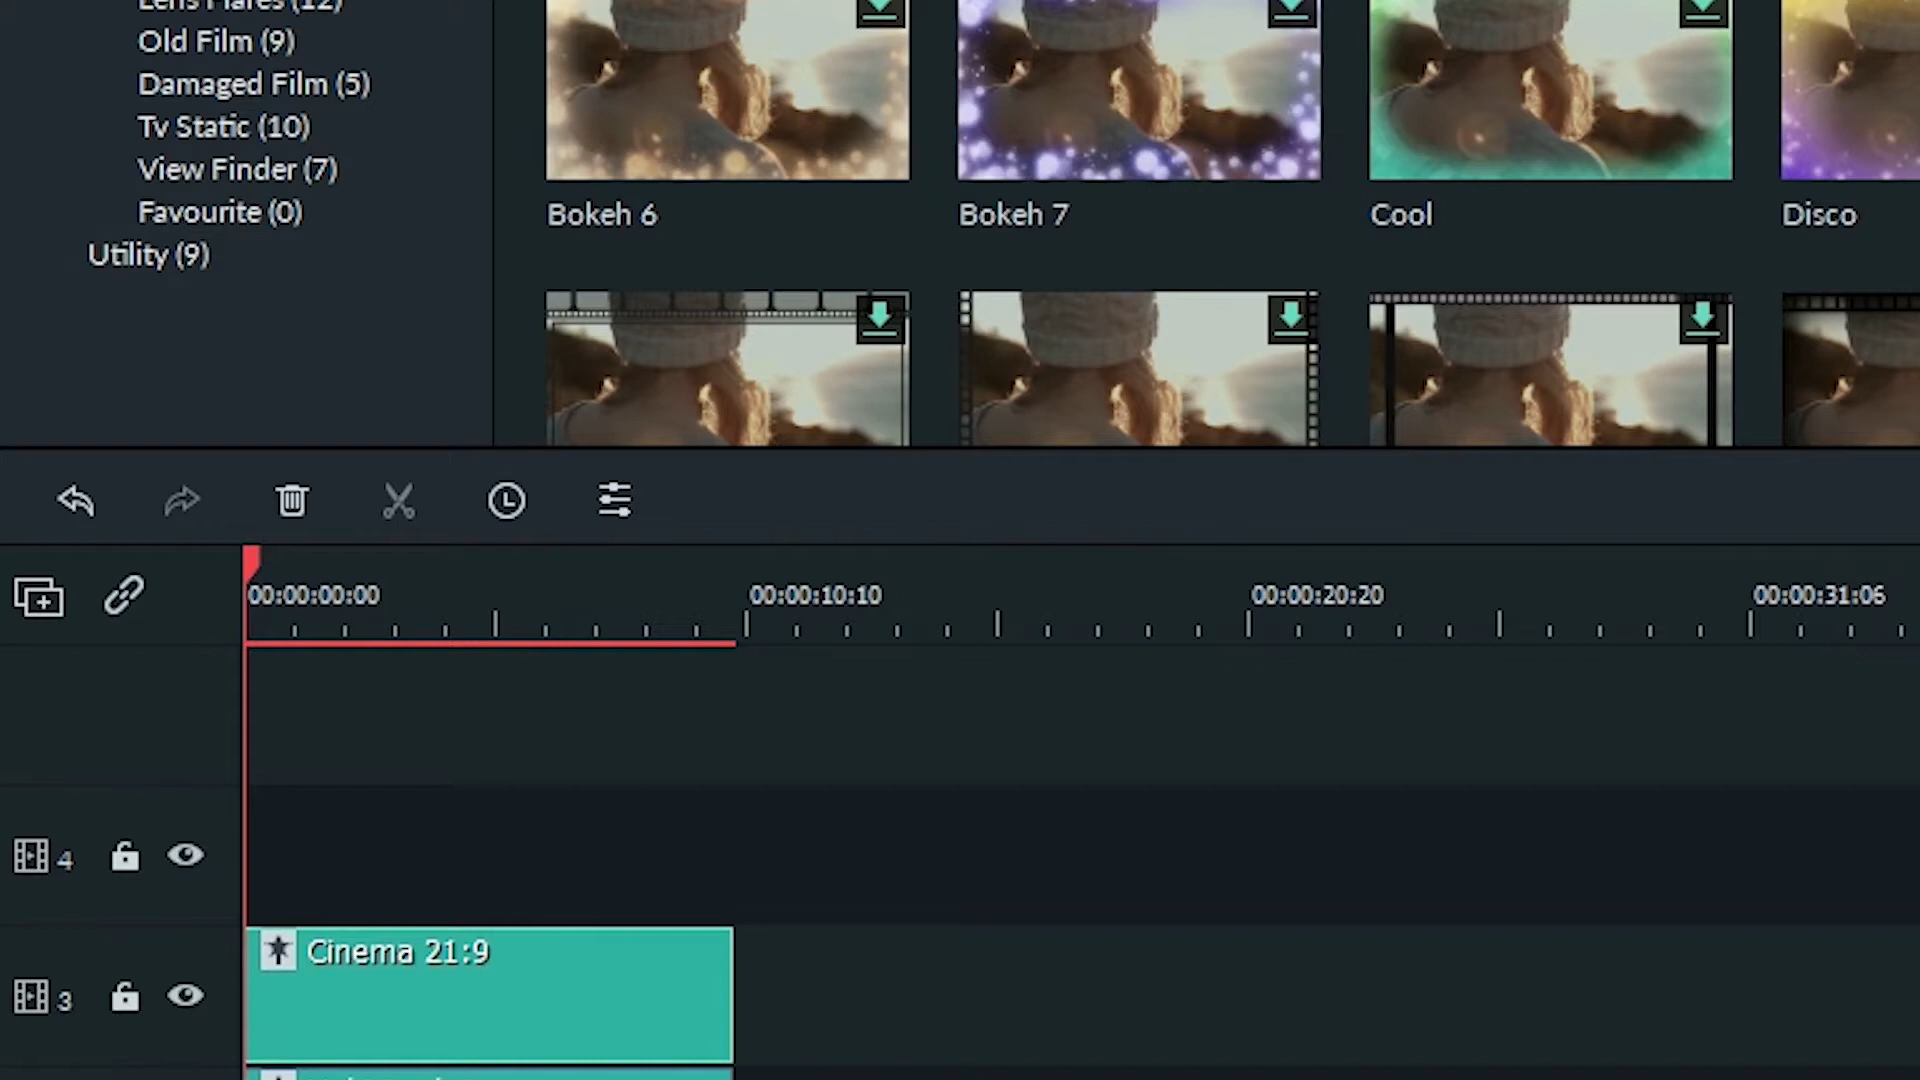 Lens Flares (12)
Old Film (9)
Damaged Film (5)
Tv Static (10)
View Finder (7)
Favourite (0)
Utility (9)
Bokeh 6
Bokeh 7
Cool
Disco
00:00:00:00
00:00:10:10
00:00:20:20
00:00:31:06
4
Cinema 21:9
3